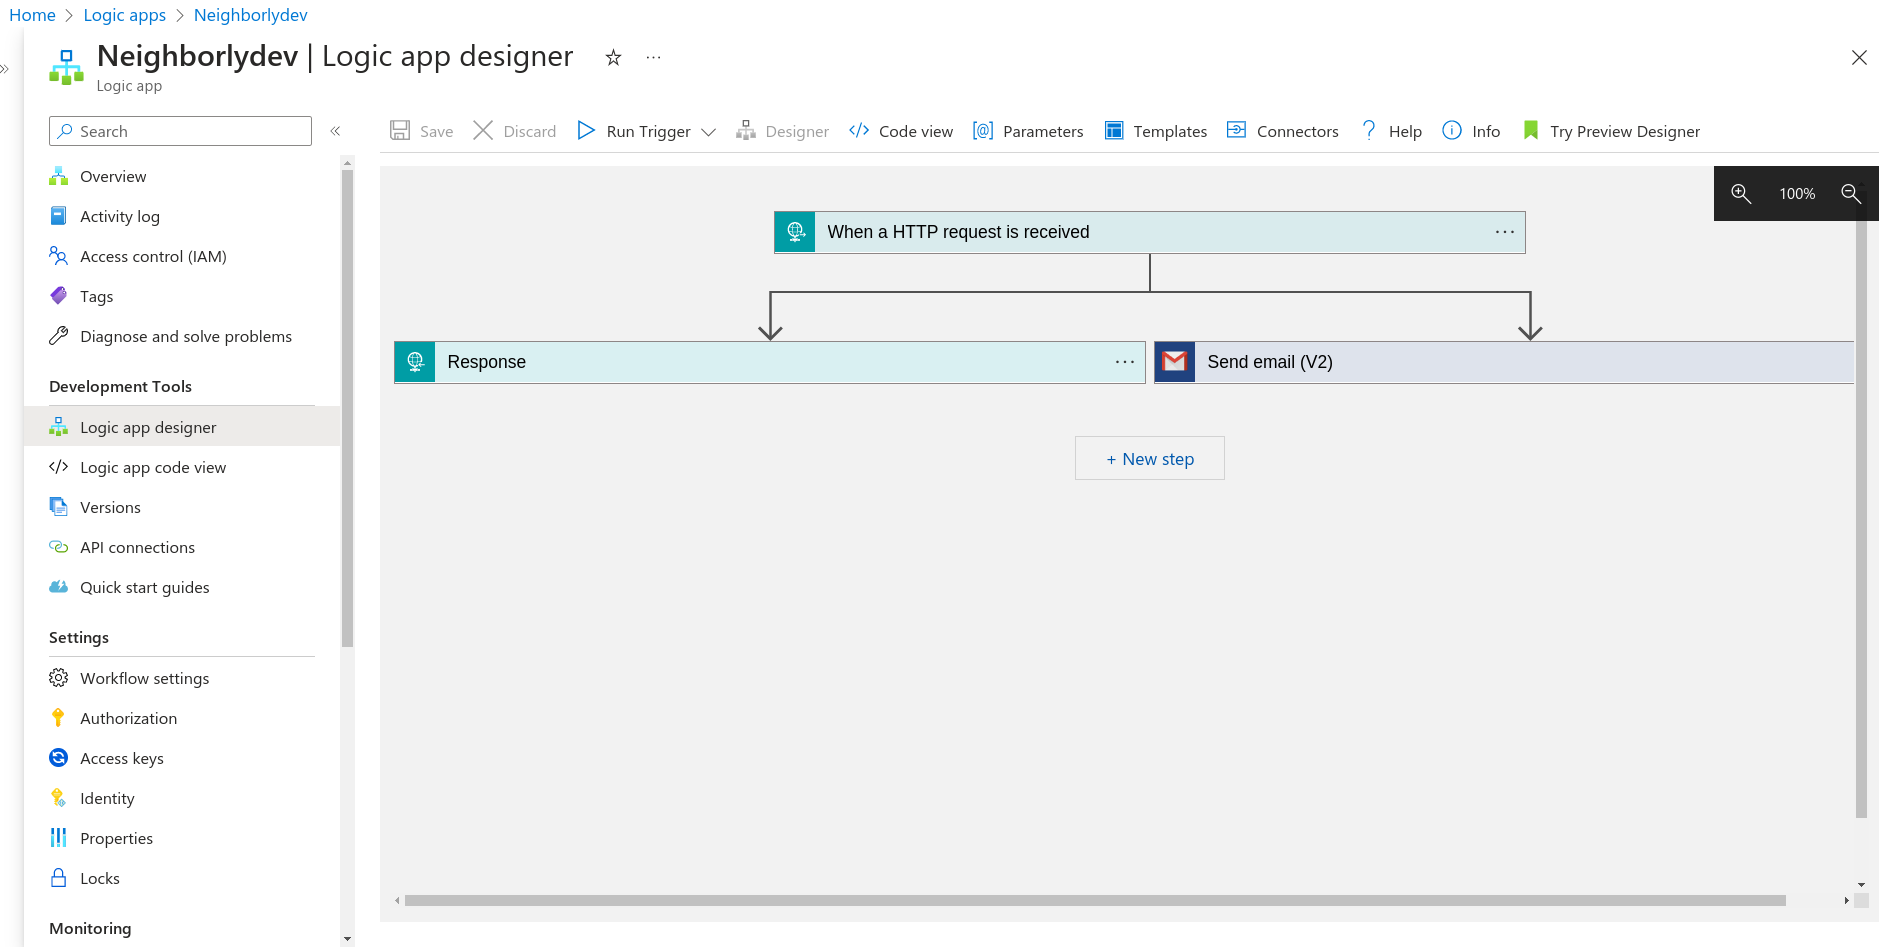 Home > Logic apps > Neighborlydev
Neighborlydev | Logic app designer
Logic app
Search
Save Discard Run Trigger Designer Code view Parameters Templates Connectors Help Info Try Preview Designer
Overview
Activity log
Access control (IAM)
Tags
Diagnose and solve problems
Development Tools
Logic app designer
Logic app code view
Versions
API connections
Quick start guides
Settings
Workflow settings
Authorization
Access keys
Identity
Properties
Locks
Monitoring
100%
When a HTTP request is received
Response
Send email (V2)
+ New step